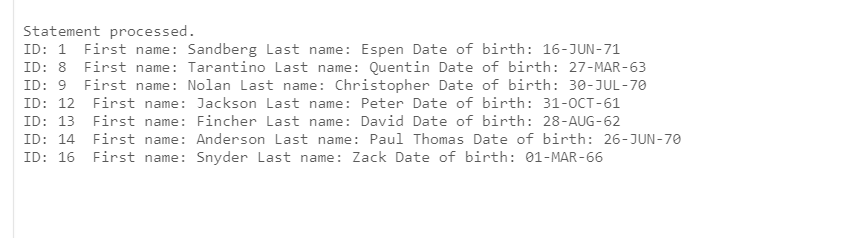 Statement processed.
ID: 1  First name: Sandberg Last name: Espen Date of birth: 16-JUN-71
ID: 8  First name: Tarantino Last name: Quentin Date of birth: 27-MAR-63
ID: 9  First name: Nolan Last name: Christopher Date of birth: 30-JUL-70
ID: 12  First name: Jackson Last name: Peter Date of birth: 31-OCT-61
ID: 13  First name: Fincher Last name: David Date of birth: 28-AUG-62
ID: 14  First name: Anderson Last name: Paul Thomas Date of birth: 26-JUN-70
ID: 16  First name: Snyder Last name: Zack Date of birth: 01-MAR-66